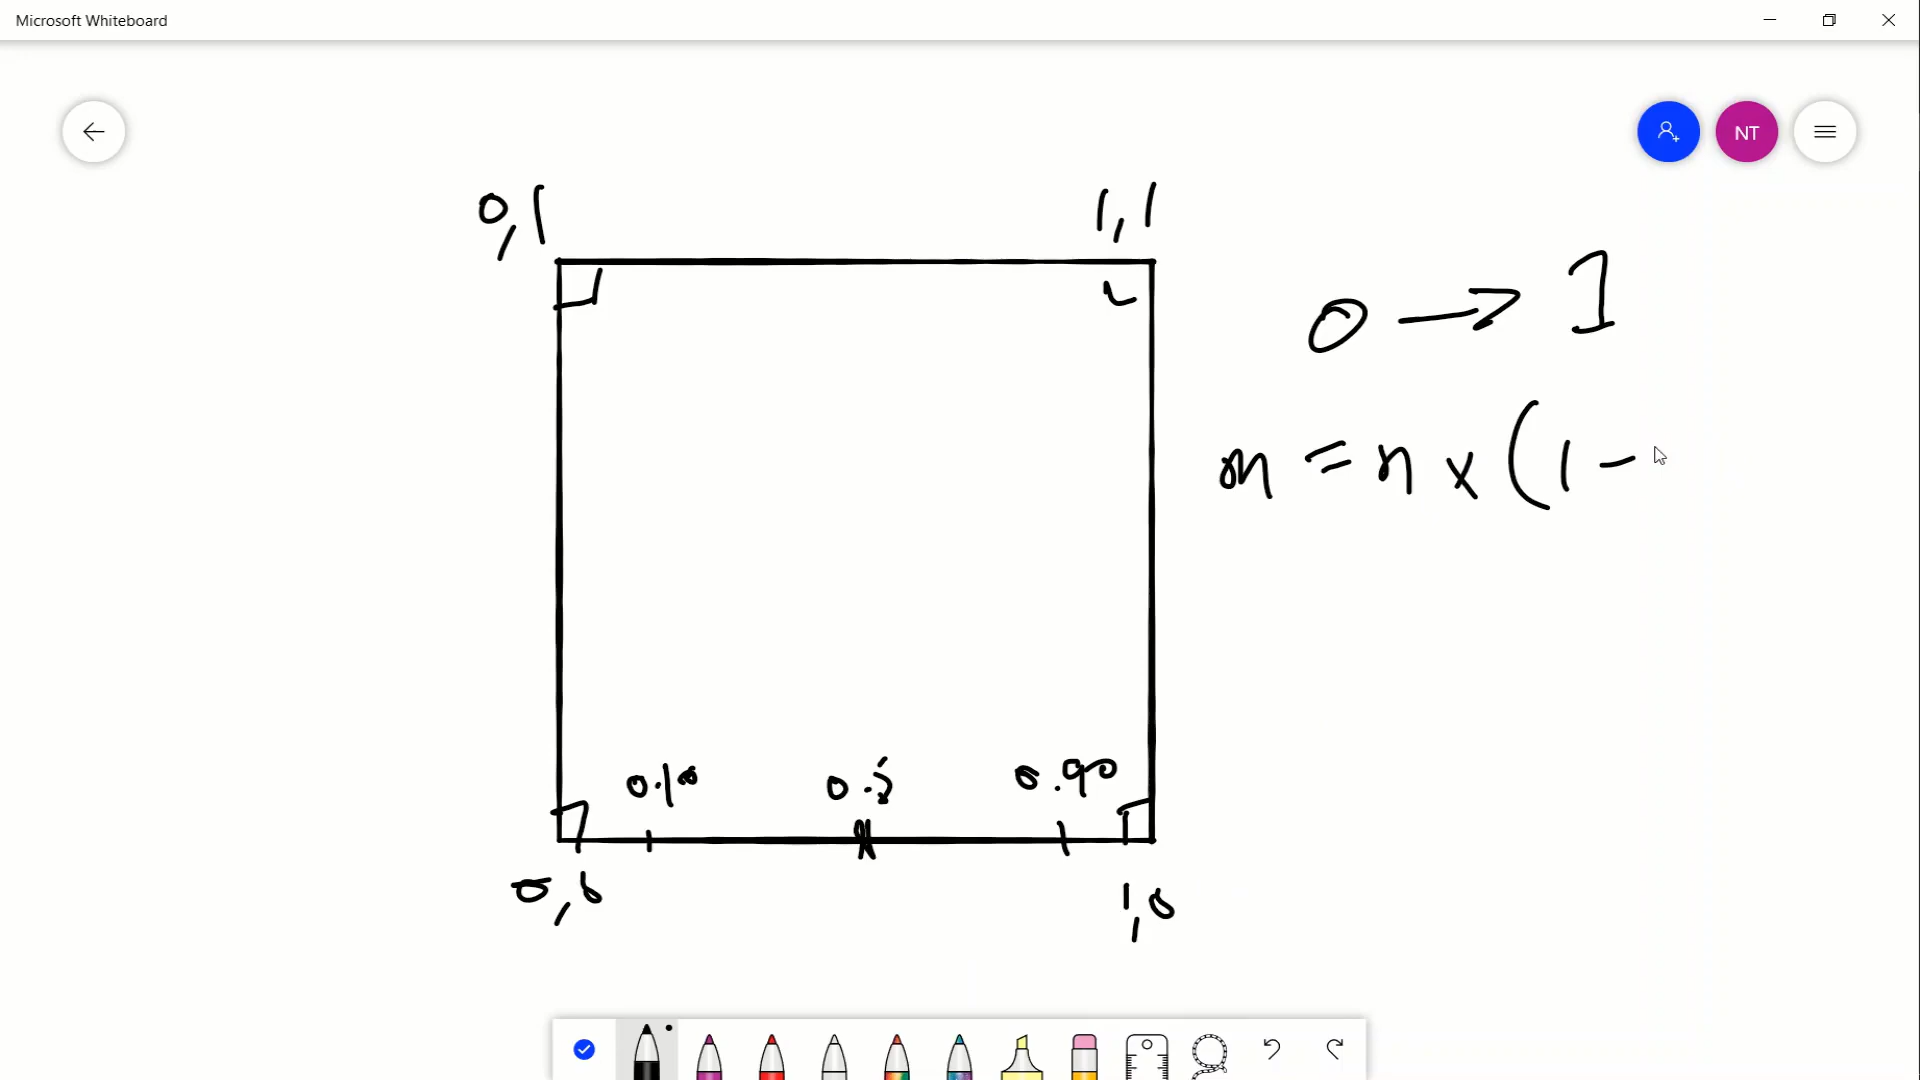 Microsoft Whiteboard
NT
0,1
1,1
0 → 1
m = n x (1 -
0.10
0.5
0.90
0,0
1,0